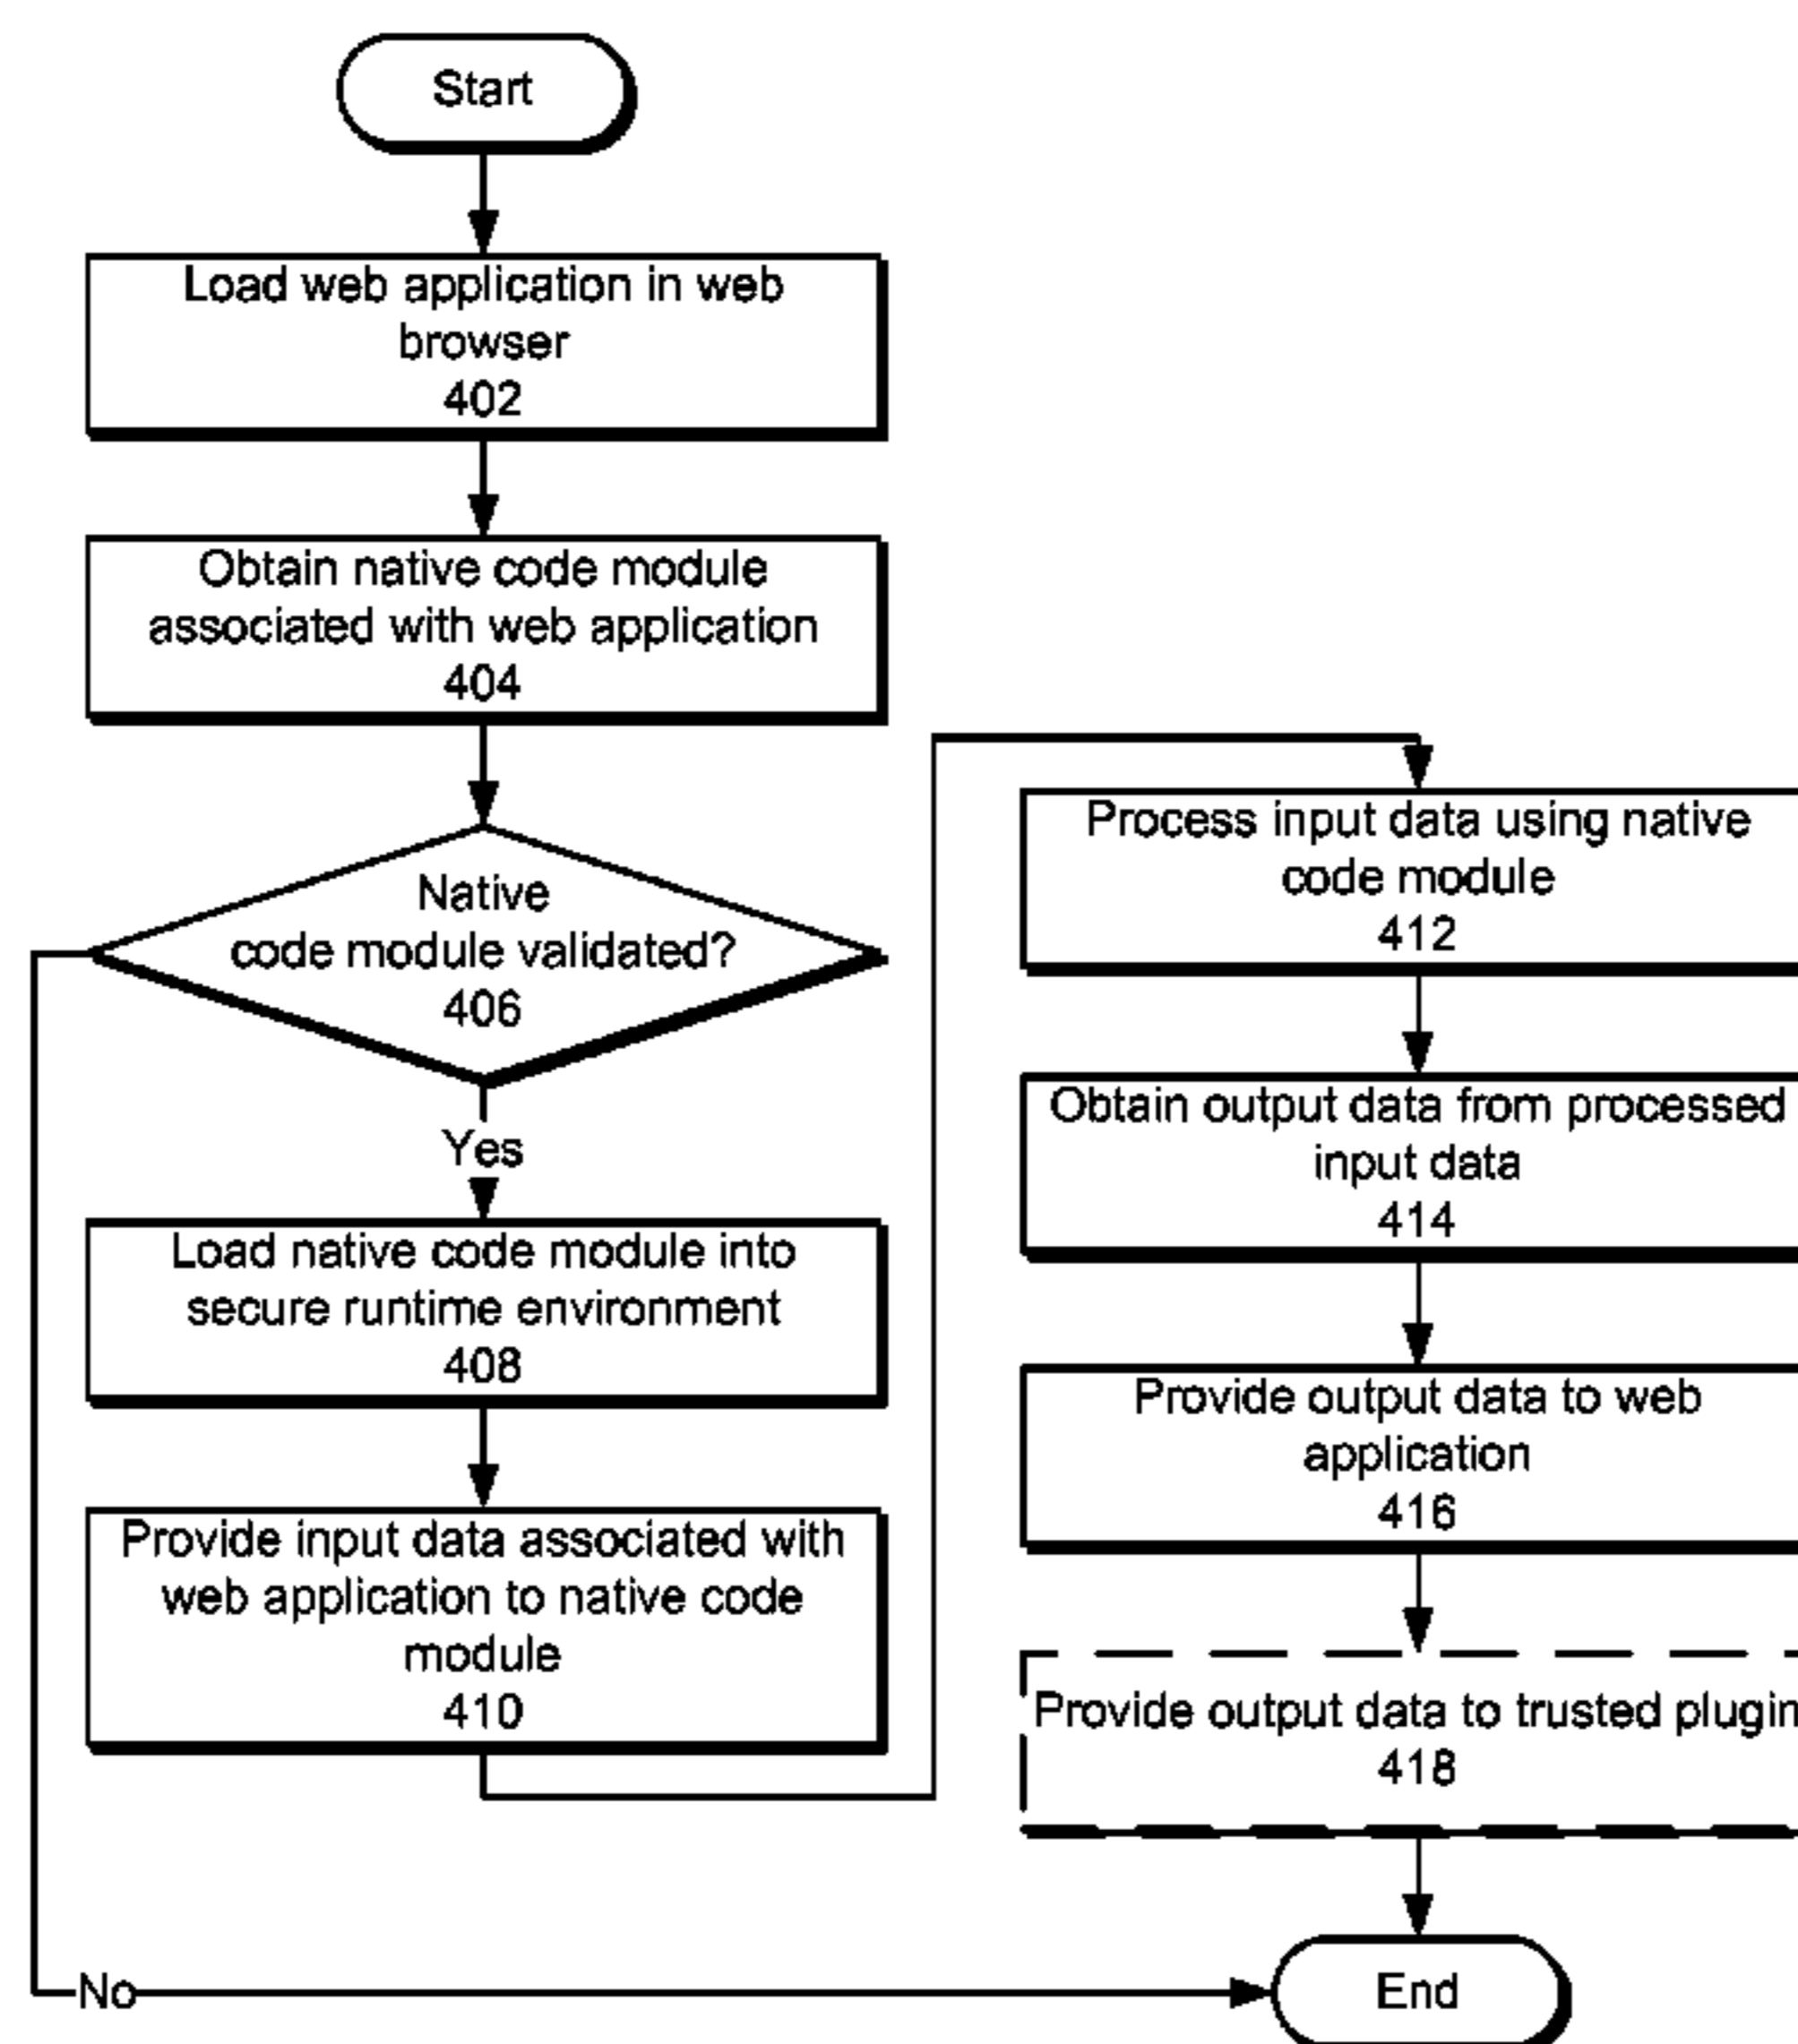 Start
Load web application in web
browser
402
Obtain native code module
associated with web application
404
Native
code module validated?
406
Yes
Load native code module into
secure runtime environment
408
Provide input data associated with
web application to native code
module
410
No
Process input data using native
code module
412
Obtain output data from processed
input data
414
Provide output data to web
application
416
Provide output data to trusted plugin
418
End